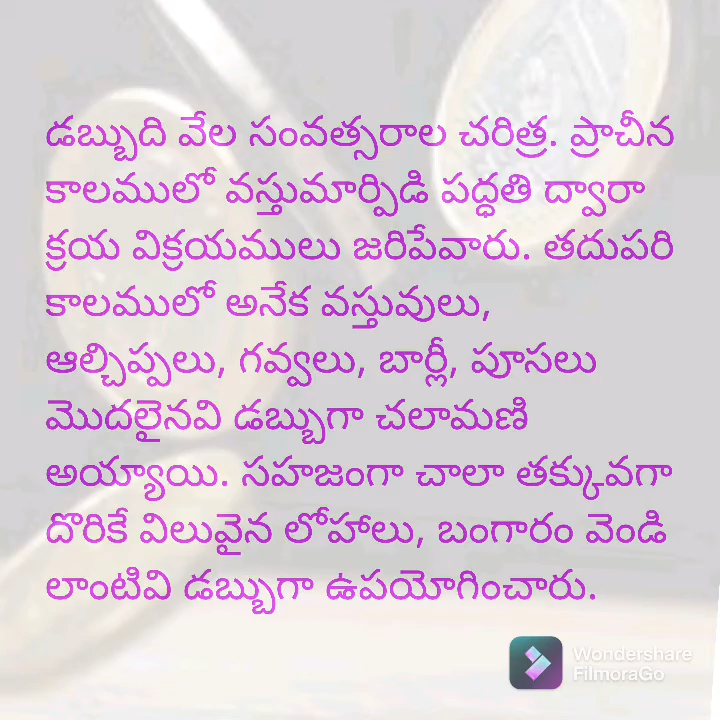 డబ్బుది వేల సంవత్సరాల చరిత్ర. ప్రాచీన
కాలములో వస్తుమార్పిడి పద్ధతి ద్వారా
క్రయ విక్రయములు జరిపేవారు. తదుపరి
కాలములో అనేక వస్తువులు,
ఆల్చిప్పలు, గవ్వలు, బార్లీ, పూసలు
మొదలైనవి డబ్బుగా చలామణి
అయ్యాయి. సహజంగా చాలా తక్కువగా
దొరికే విలువైన లోహాలు, బంగారం వెండి
లాంటివి డబ్బుగా ఉపయోగించారు.
Wondershare
FilmoraGo